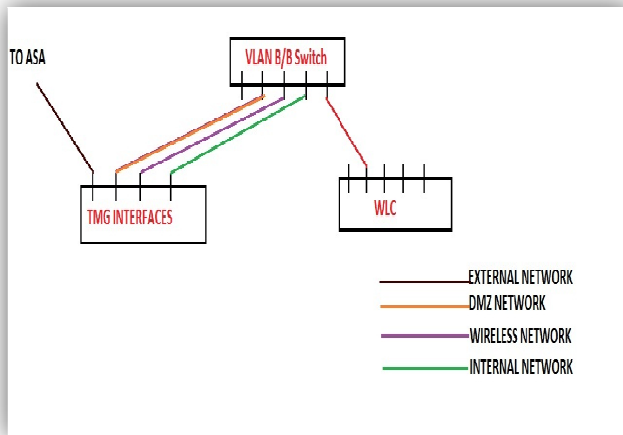 TO ASA
VLAN B/B Switch
TMG INTERFACES
WLC
EXTERNAL NETWORK
DMZ NETWORK
WIRELESS NETWORK
INTERNAL NETWORK